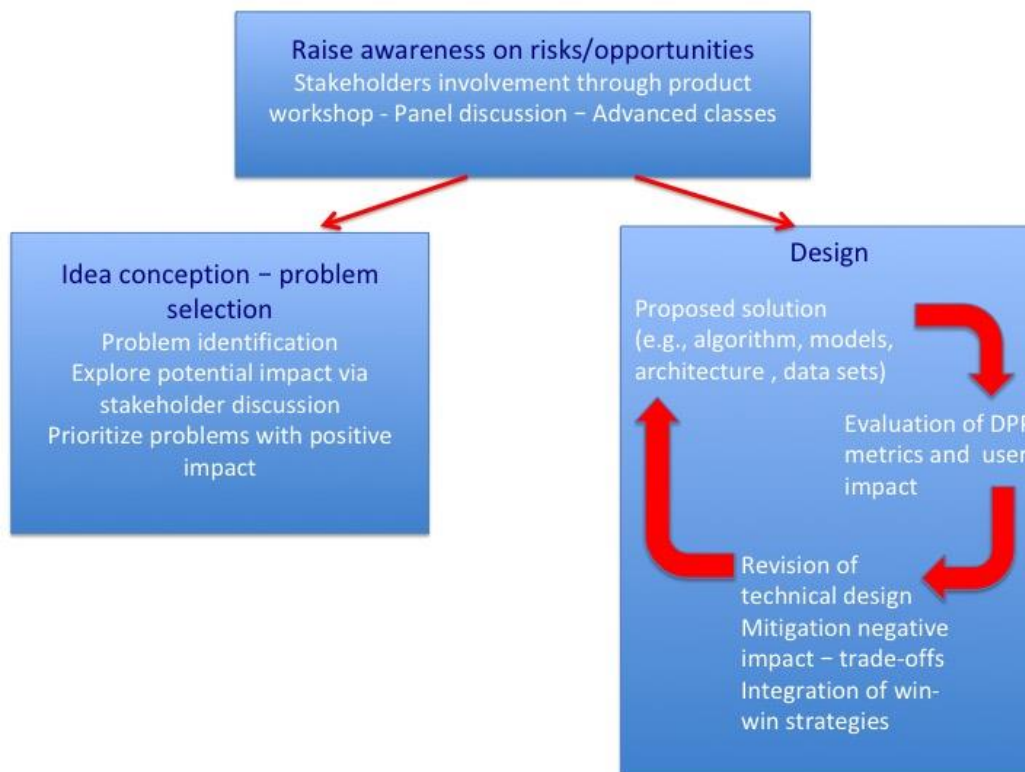 Raise awareness on risks/opportunities
Stakeholders involvement through product
workshop - Panel discussion – Advanced classes
Idea conception – problem
selection
Problem identification
Explore potential impact via
stakeholder discussion
Prioritize problems with positive
impact
Design
Proposed solution
(e.g., algorithm, models,
architecture , data sets)
Evaluation of
metrics and user
impact
Revision of
technical design
Mitigation negative
impact – trade-offs
Integration of win-
win strategies